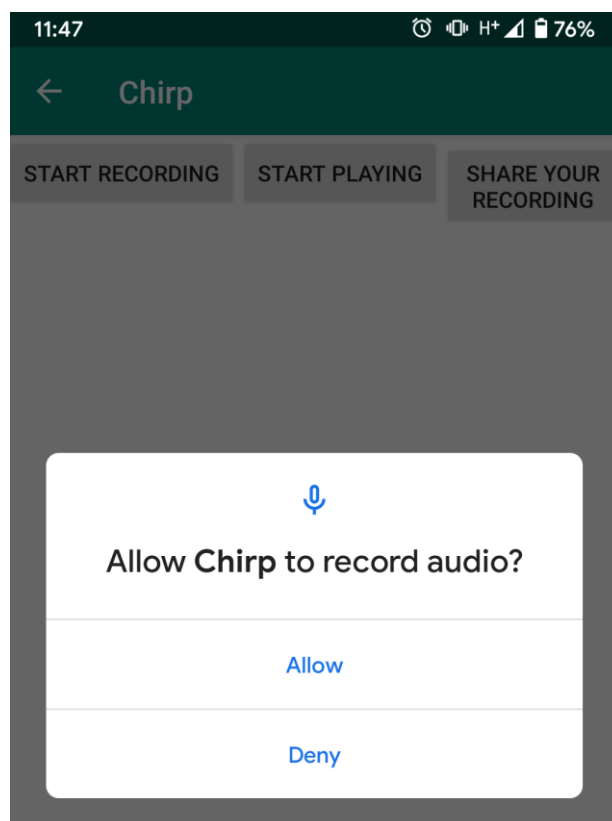 11:47 H+ 76%
Chirp
START RECORDING START PLAYING SHARE YOUR
RECORDING
Allow Chirp to record audio?
Allow
Deny